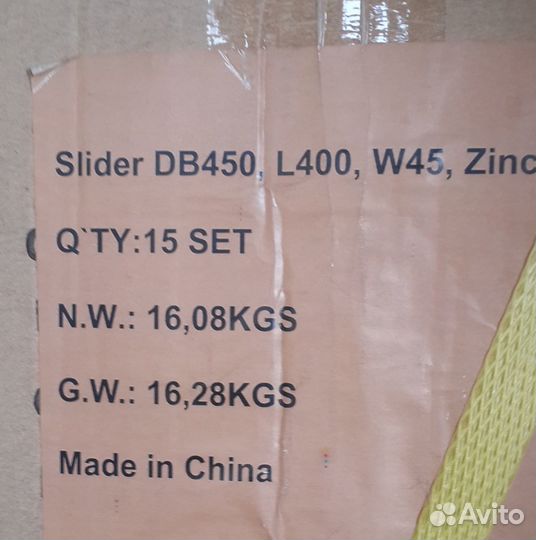 Slider DB450, L400, W45, Zinc
Q`TY:15 SET
N.W.: 16,08KGS
G.W.: 16,28KGS
Made in China
Avito